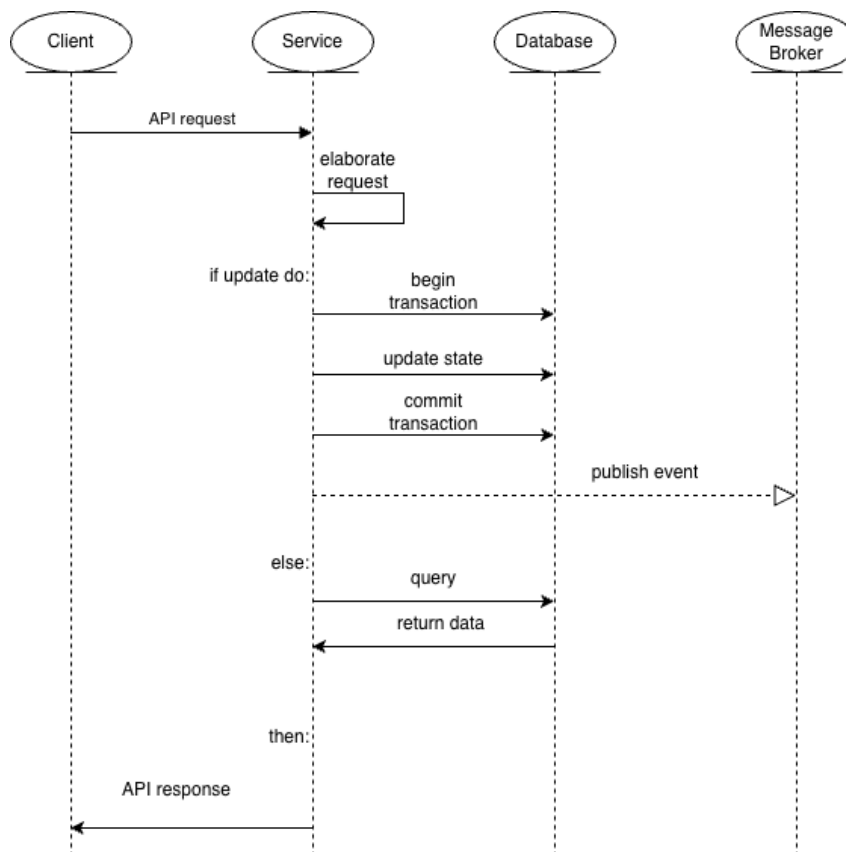 Client
Service
Database
Message
Broker
API request
elaborate
request
if update do:
begin
transaction
update state
commit
transaction
publish event
else:
query
return data
then:
API response